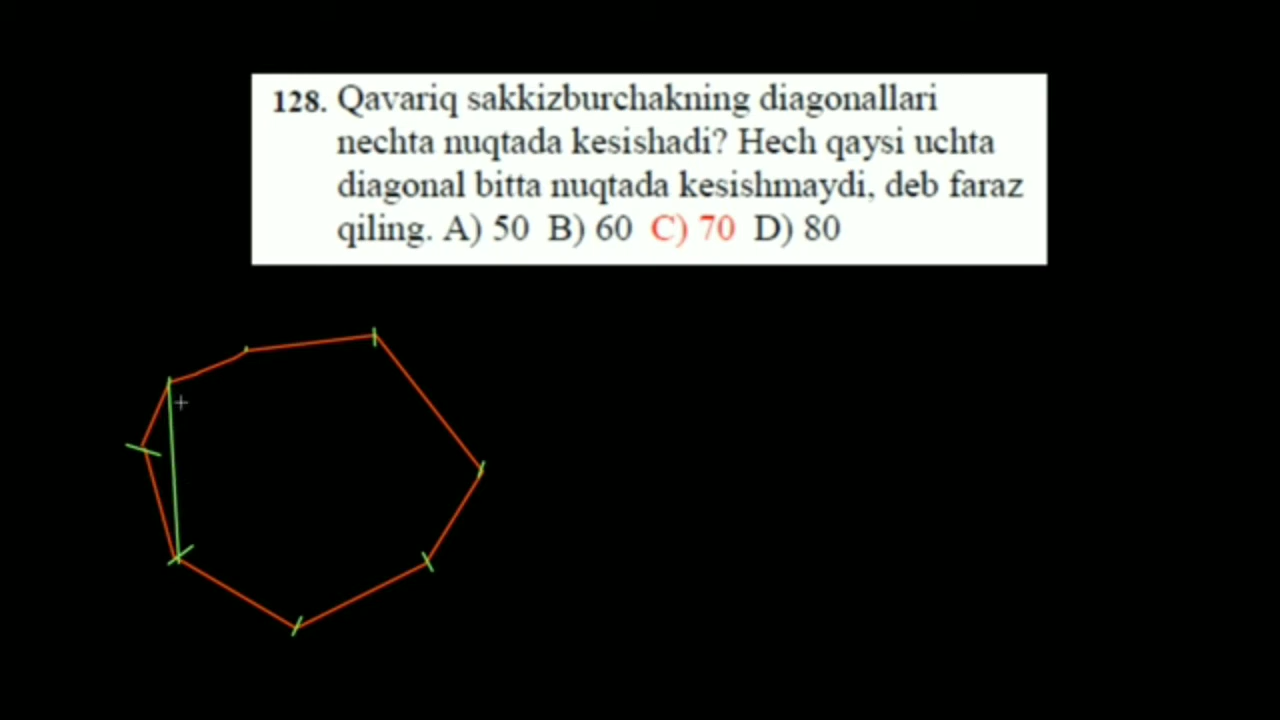 128. Qavariq sakkizburchakning diagonallari
nechta nuqtada kesishadi? Hech qaysi uchta
diagonal bitta nuqtada kesishmaydi, deb faraz
qiling. A) 50 B) 60 C) 70 D) 80